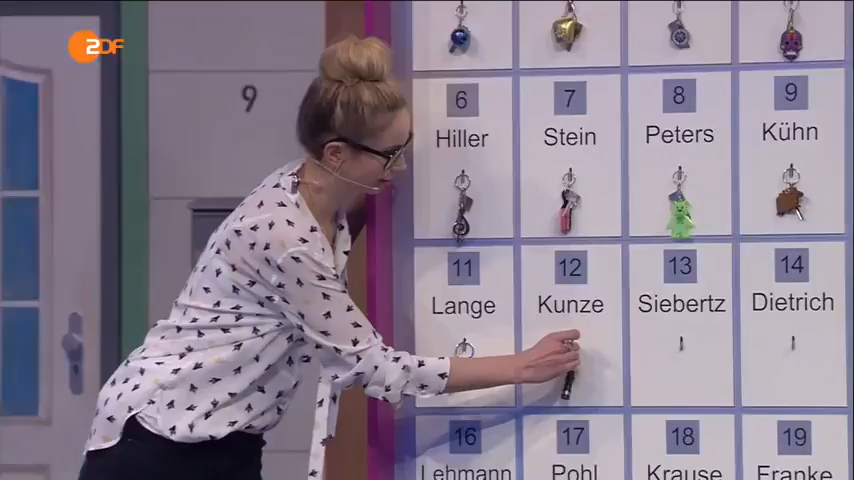 2DF
9
6 7 8 9
Hiller Stein Peters Kühn
11 12 13 14
Lange Kunze Siebertz Dietrich
16 17 18 19
Lehmann Pohl Krause Franke